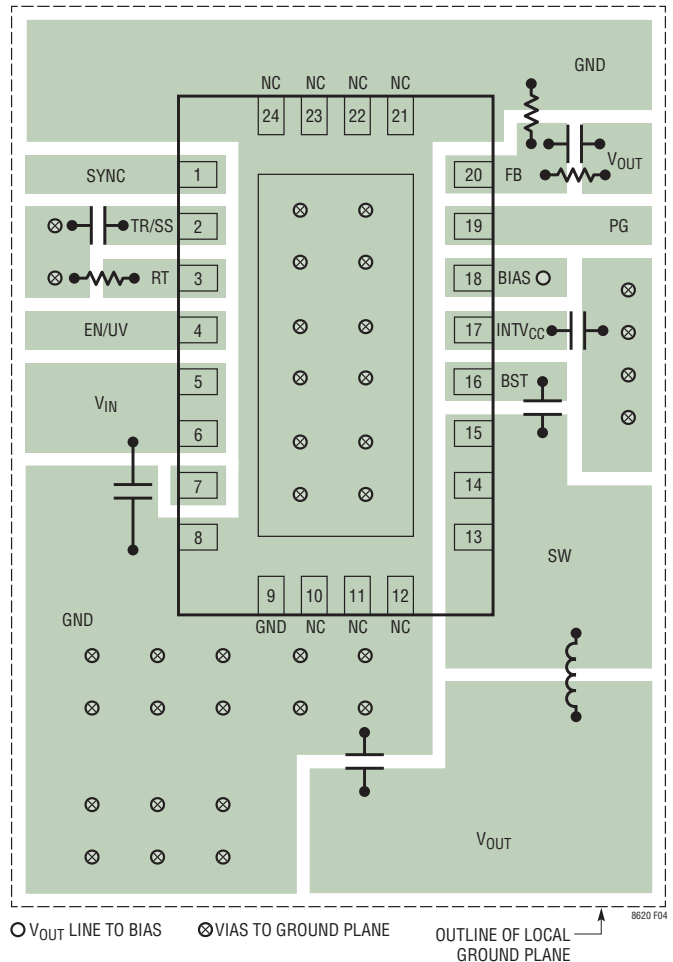 GND
NC NC NC NC
24 23 22 21
SYNC 1 20 FB VOUT
TR/SS 2 19 PG
RT 3 18 BIAS
EN/UV 4 17 INTVCC
5 16 BST
VIN
6 15
7 14
8 13
SW
9 10 11 12
GND NC NC NC
GND
VOUT
8620 F04
VOUT LINE TO BIAS VIAS TO GROUND PLANE OUTLINE OF LOCAL
GROUND PLANE